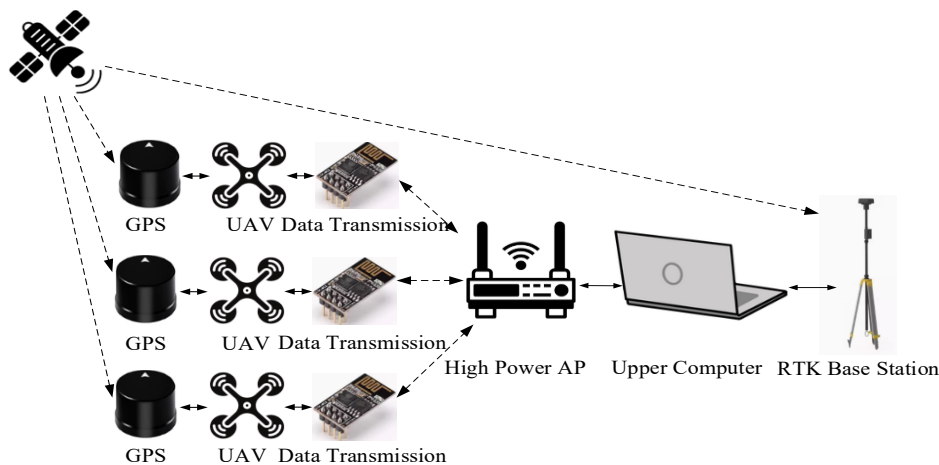 GPS
UAV Data Transmission
GPS
UAV Data Transmission
High Power AP
Upper Computer
RTK Base Station
GPS
UAV Data Transmission